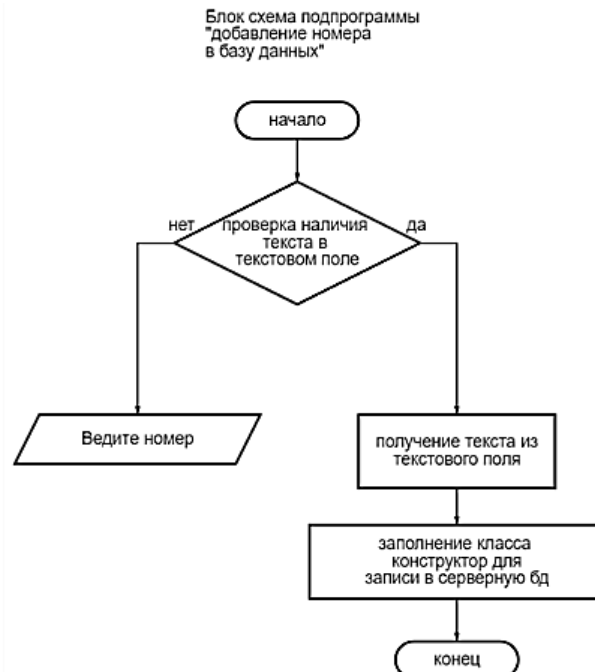 Блок схема подпрограммы
"добавление номера
в базу данных"
начало
нет
проверка наличия
текста в
текстовом поле
да
Ведите номер
получение текста из
текстового поля
заполнение класса
конструктор для
записи в серверную бд
конец